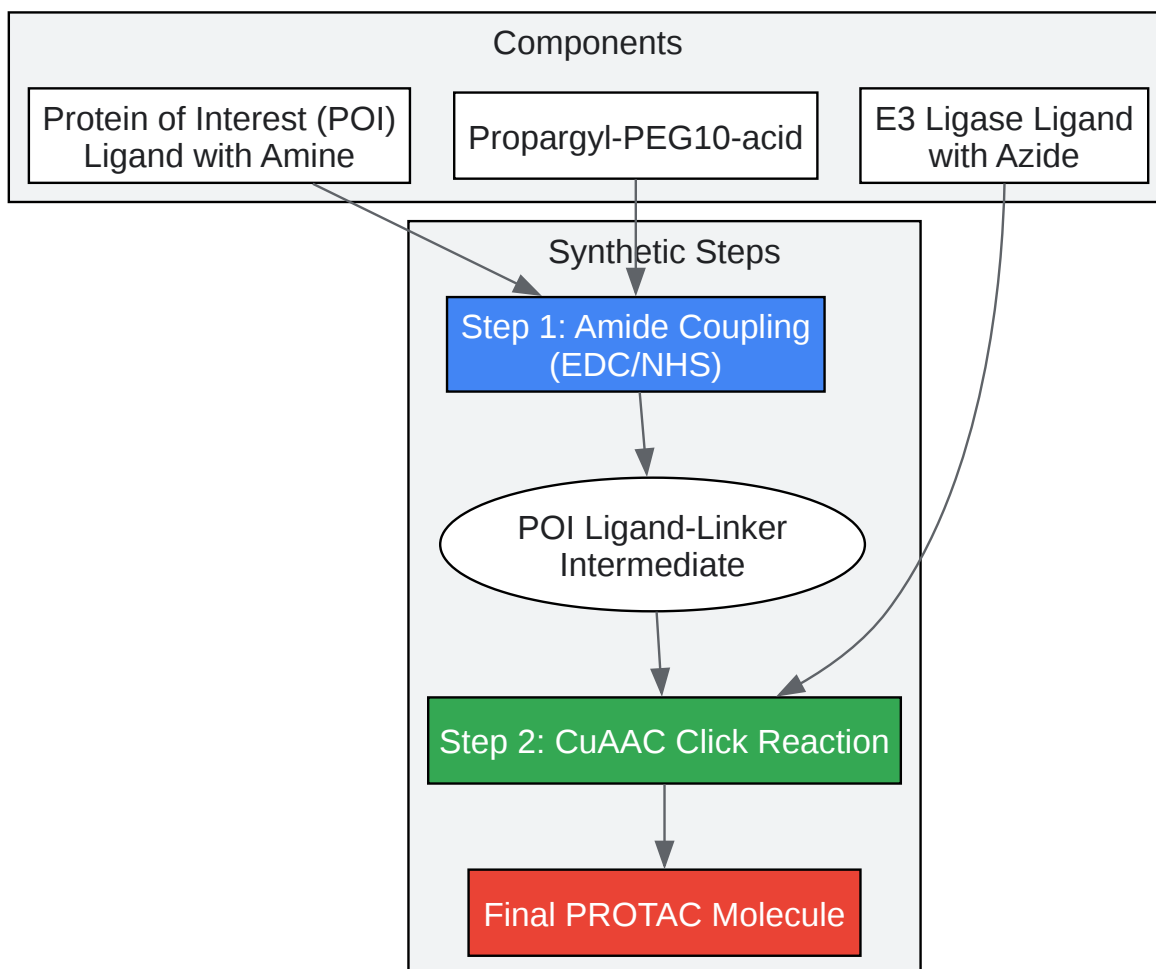 Components
Protein of Interest (POI)
Ligand with Amine
Propargyl-PEG10-acid
E3 Ligase Ligand
with Azide
Synthetic Steps
Step 1: Amide Coupling
(EDC/NHS)
POI Ligand-Linker
Intermediate
Step 2: CuAAC Click Reaction
Final PROTAC Molecule